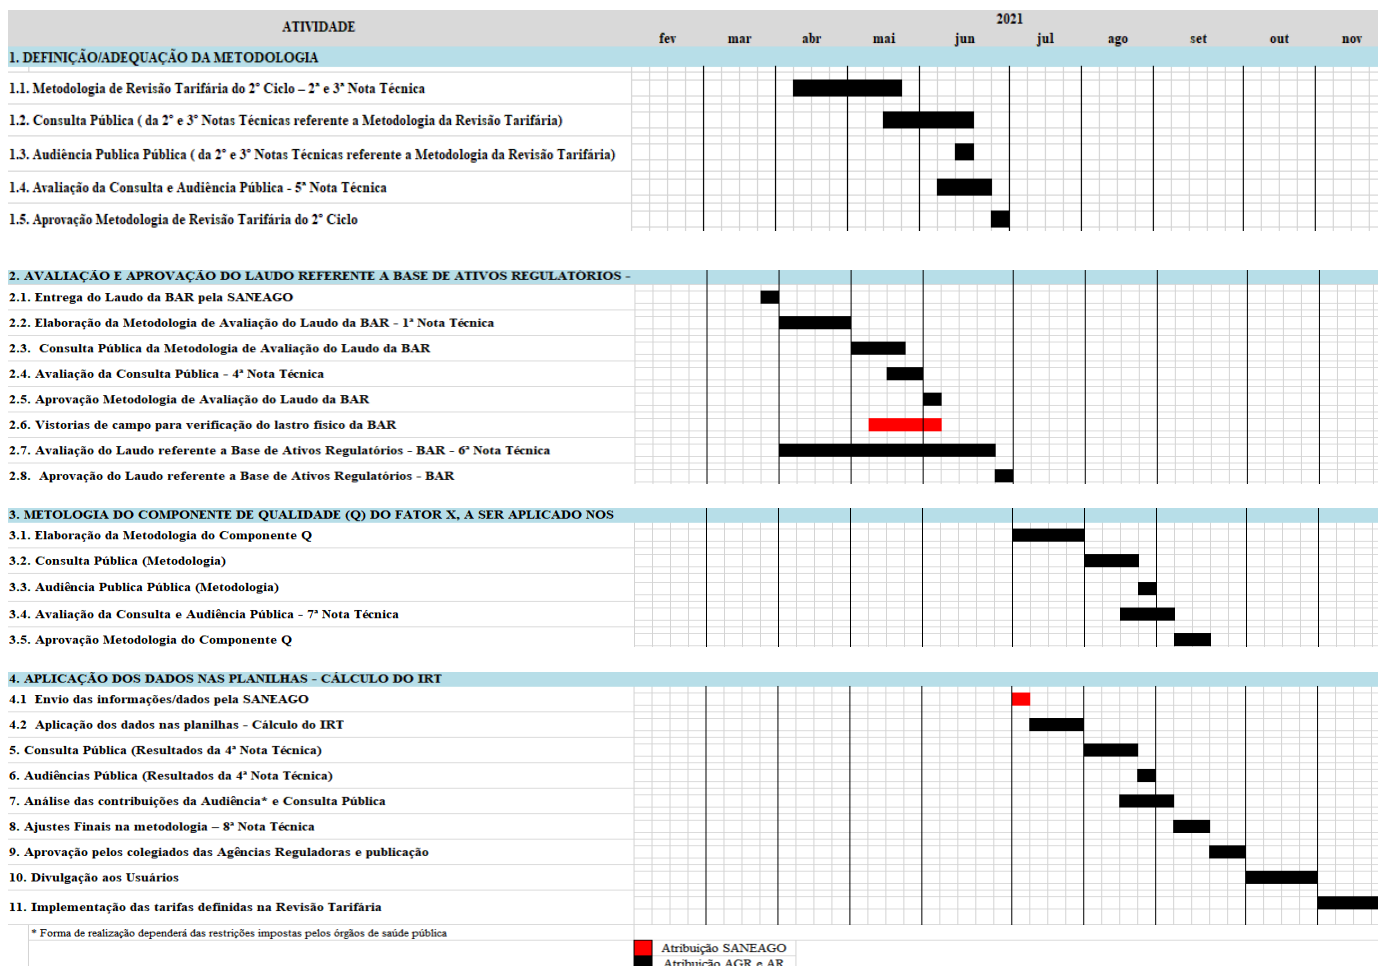 ATIVIDADE
2021
fev mar abr mai jun jul ago set out nov
1. DEFINIÇÃO/ADEQUAÇÃO DA METODOLOGIA
1.1. Metodologia de Revisão Tarifária do 2º Ciclo – 2ª e 3ª Nota Técnica
1.2. Consulta Pública ( da 2º e 3º Notas Técnicas referente a Metodologia da Revisão Tarifária)
1.3. Audiência Publica Pública ( da 2º e 3º Notas Técnicas referente a Metodologia da Revisão Tarifária)
1.4. Avaliação da Consulta e Audiência Pública - 5ª Nota Técnica
1.5. Aprovação Metodologia de Revisão Tarifária do 2º Ciclo
2. AVALIAÇÃO E APROVAÇÃO DO LAUDO REFERENTE A BASE DE ATIVOS REGULATÓRIOS -
2.1. Entrega do Laudo da BAR pela SANEAGO
2.2. Elaboração da Metodologia de Avaliação do Laudo da BAR - 1ª Nota Técnica
2.3. Consulta Pública da Metodologia de Avaliação do Laudo da BAR
2.4. Avaliação da Consulta Pública - 4ª Nota Técnica
2.5. Aprovação Metodologia de Avaliação do Laudo da BAR
2.6. Vistorias de campo para verificação do lastro físico da BAR
2.7. Avaliação do Laudo referente a Base de Ativos Regulatórios - BAR - 6ª Nota Técnica
2.8. Aprovação do Laudo referente a Base de Ativos Regulatórios - BAR
3. METOLOGIA DO COMPONENTE DE QUALIDADE (Q) DO FATOR X, A SER APLICADO NOS
3.1. Elaboração da Metodologia do Componente Q
3.2. Consulta Pública (Metodologia)
3.3. Audiência Publica Pública (Metodologia)
3.4. Avaliação da Consulta e Audiência Pública - 7ª Nota Técnica
3.5. Aprovação Metodologia do Componente Q
4. APLICAÇÃO DOS DADOS NAS PLANILHAS - CÁLCULO DO IRT
4.1 Envio das informações/dados pela SANEAGO
4.2 Aplicação dos dados nas planilhas - Cálculo do IRT
5. Consulta Pública (Resultados da 4ª Nota Técnica)
6. Audiências Pública (Resultados da 4ª Nota Técnica)
7. Análise das contribuições da Audiência* e Consulta Pública
8. Ajustes Finais na metodologia – 8ª Nota Técnica
9. Aprovação pelos colegiados das Agências Reguladoras e publicação
10. Divulgação aos Usuários
11. Implementação das tarifas definidas na Revisão Tarifária
* Forma de realização dependerá das restrições impostas pelos órgãos de saúde pública
Atribuição SANEAGO
Atribuição AGR e AR